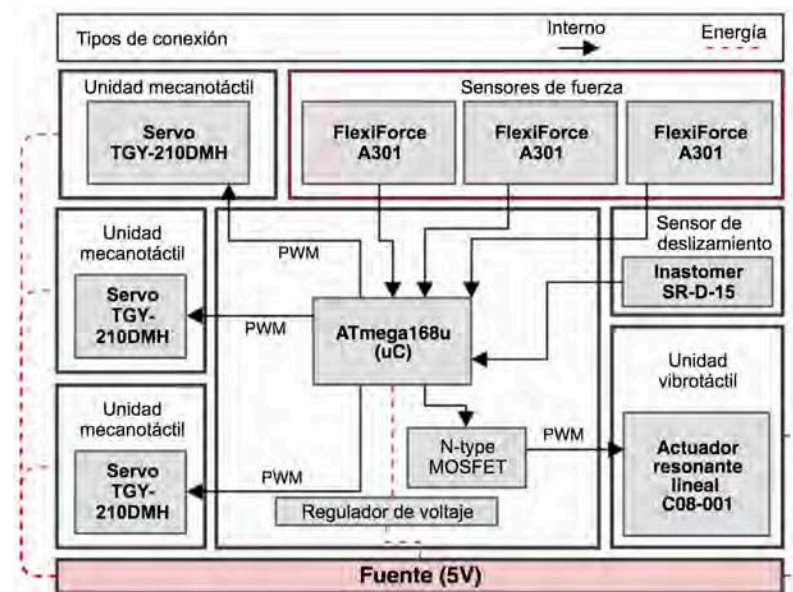 Tipos de conexión
Interno
Energía
Unidad mecanotáctil
Servo
TGY-210DMH
Sensores de fuerza
FlexiForce
A301
FlexiForce
A301
FlexiForce
A301
Unidad
mecanotáctil
Servo
TGY-
210DMH
PWM
PWM
ATmega168u
(uC)
Sensor de
deslizamiento
Inastomer
SR-D-15
Unidad
mecanotáctil
Servo
TGY-
210DMH
PWM
N-type
MOSFET
PWM
Regulador de voltaje
Unidad
vibrotáctil
Actuador
resonante
lineal
C08-001
Fuente (5V)